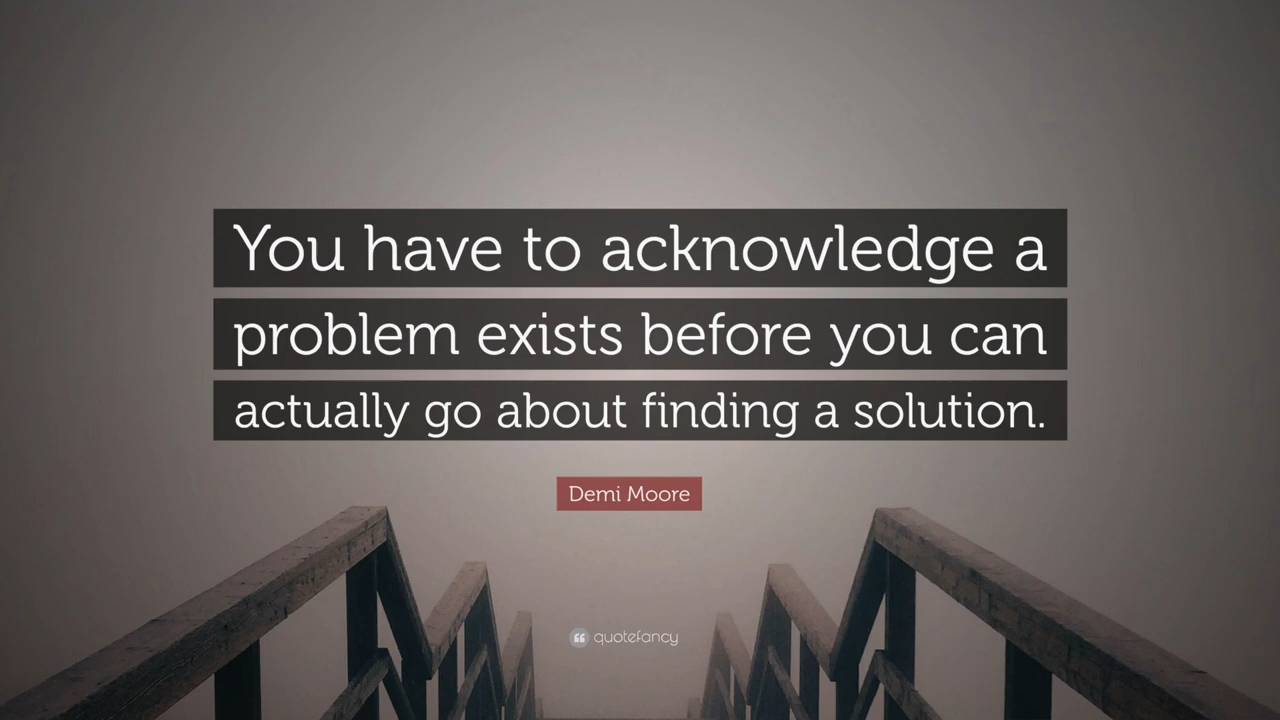 You have to acknowledge a
problem exists before you can
actually go about finding a solution.
Demi Moore
quotefancy